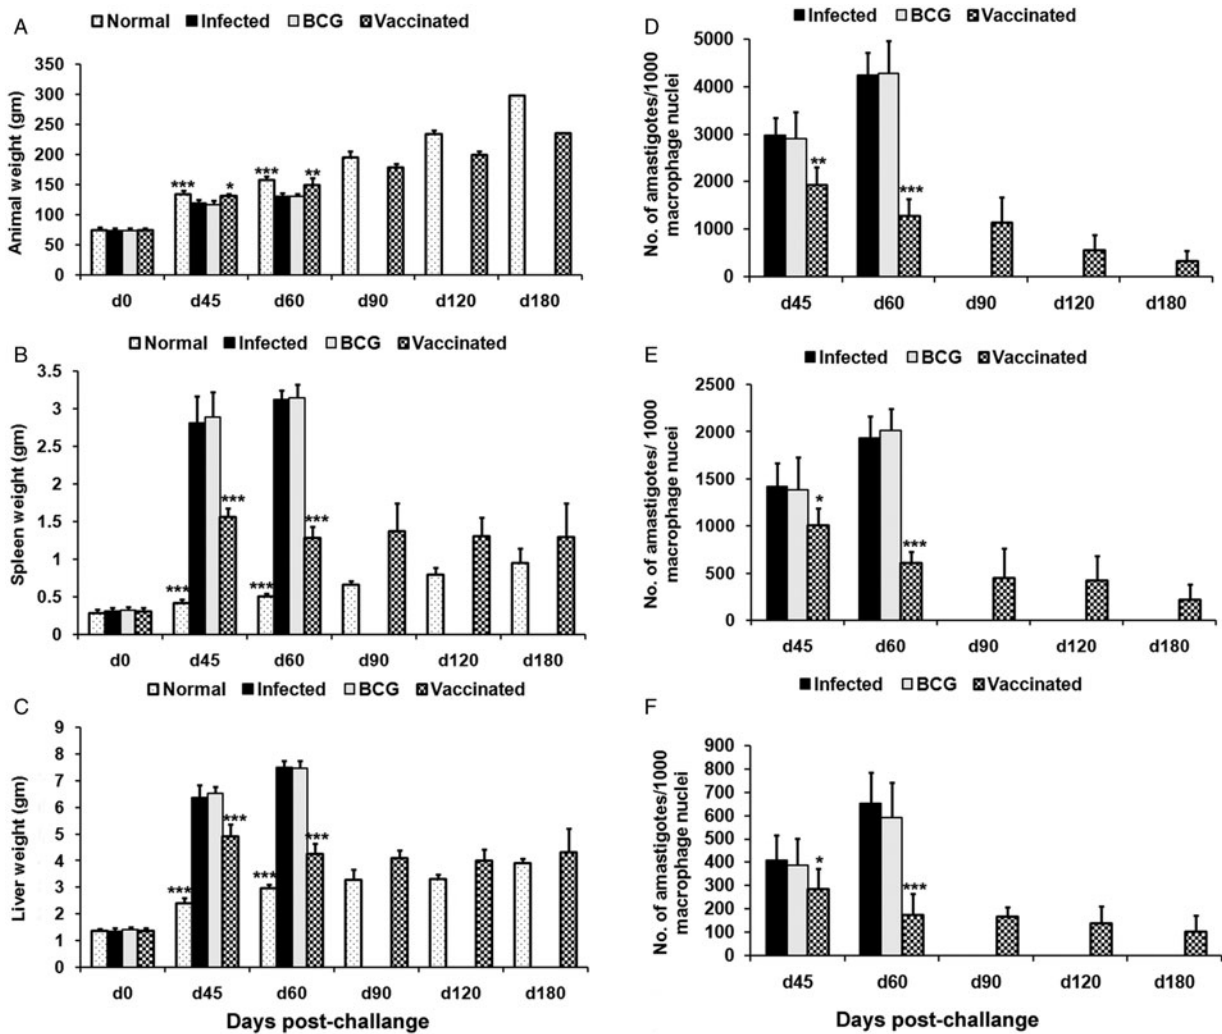 A
Normal Infected BCG Vaccinated
Animal weight (gm)
350
300
250
200
150
100
50
0
*** * *** **
d0 d45 d60 d90 d120 d180
B
Normal Infected BCG Vaccinated
Spleen weight (gm)
3.5
3
2.5
2
1.5
1
0.5
0
*** *** *** ***
d0 d45 d60 d90 d120 d180
C
Normal Infected BCG Vaccinated
Liver weight (gm)
9
8
7
6
5
4
3
2
1
0
*** *** *** ***
d0 d45 d60 d90 d120 d180
Days post-challange
D
Infected BCG Vaccinated
No. of amastigotes/1000
macrophage nuclei
5000
4000
3000
2000
1000
0
** ***
d45 d60 d90 d120 d180
E
Infected BCG Vaccinated
No. of amastigotes/ 1000
macrophage nucei
2500
2000
1500
1000
500
0
* ***
d45 d60 d90 d120 d180
F
Infected BCG Vaccinated
No. of amastigotes/1000
macrophage nuclei
900
800
700
600
500
400
300
200
100
0
* ***
d45 d60 d90 d120 d180
Days post-challange